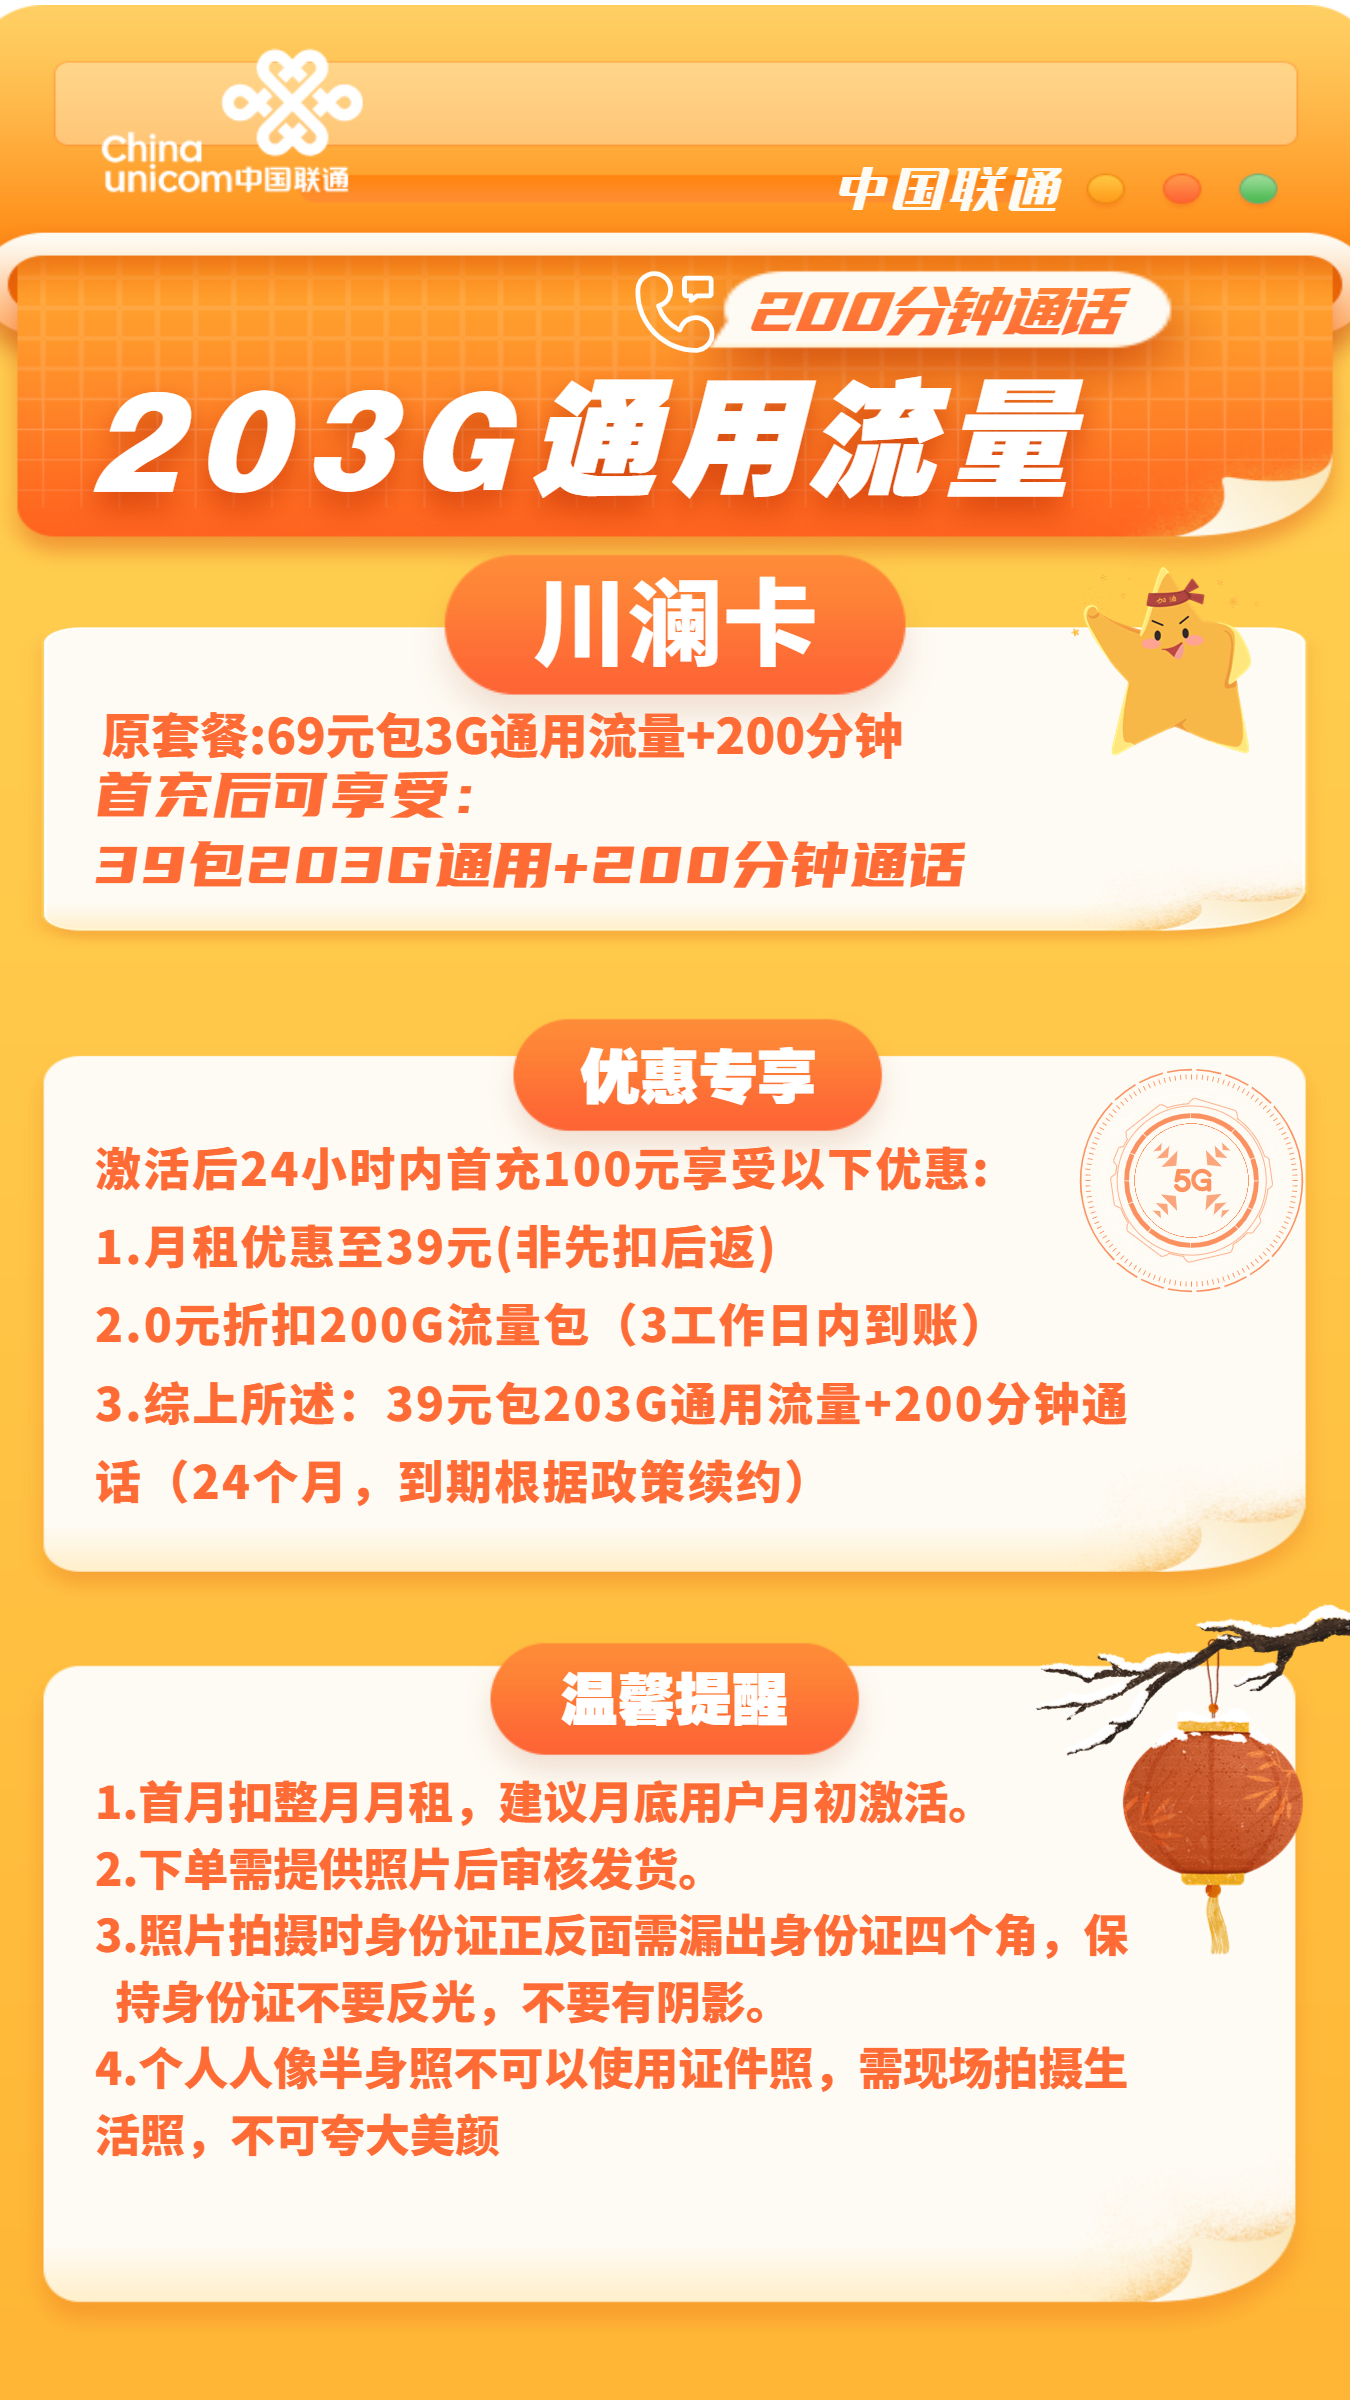 China
unicom中国联通
中国联通
200分钟通话
203G通用流量
川澜卡
原套餐:69元包3G通用流量+200分钟
首充后可享受：
39包203G通用+200分钟通话
优惠专享
激活后24小时内首充100元享受以下优惠:
5G
1.月租优惠至39元(非先扣后返)
2.0元折扣200G流量包（3工作日内到账）
3.综上所述：39元包203G通用流量+200分钟通
话（24个月，到期根据政策续约）
温馨提醒
1.首月扣整月月租，建议月底用户月初激活。
2.下单需提供照片后审核发货。
3.照片拍摄时身份证正反面需漏出身份证四个角，保
持身份证不要反光，不要有阴影。
4.个人人像半身照不可以使用证件照，需现场拍摄生
活照，不可夸大美颜